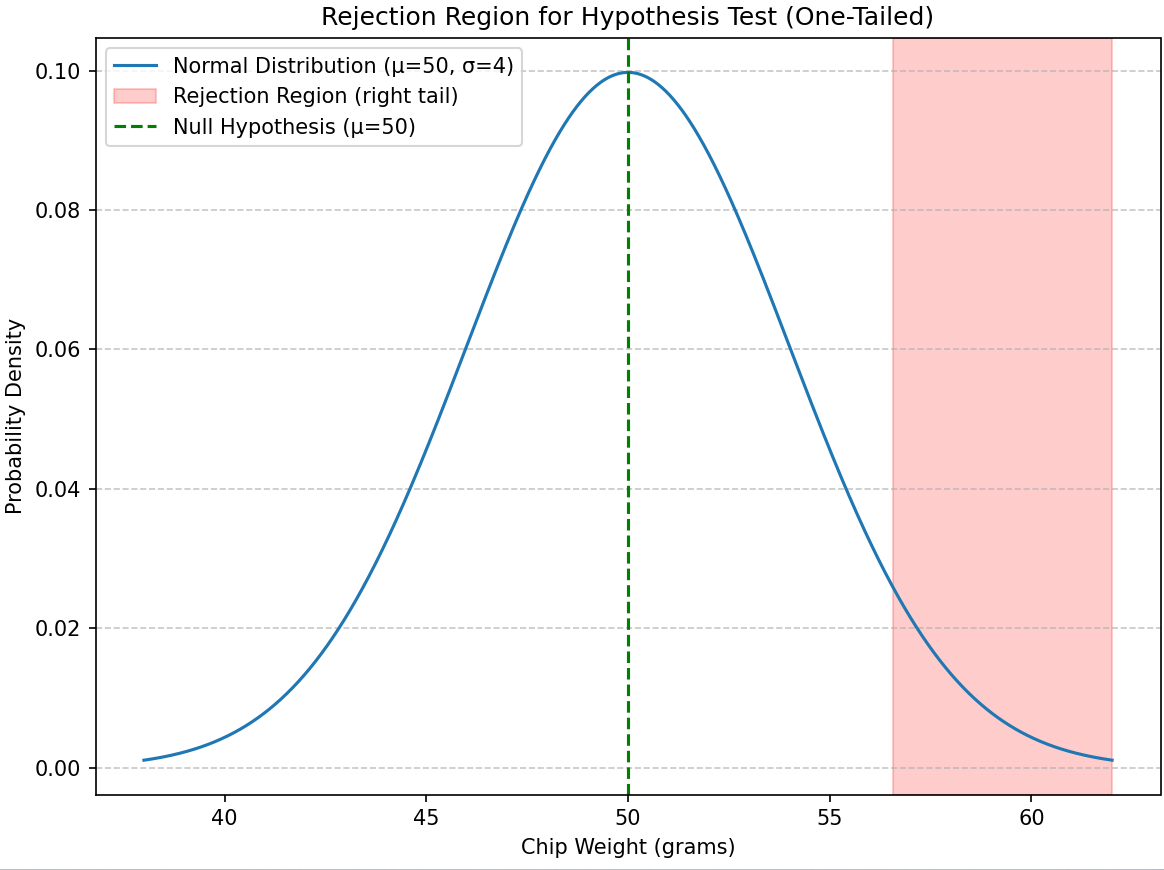 Rejection Region for Hypothesis Test (One-Tailed)
Normal Distribution (μ=50, σ=4)
Rejection Region (right tail)
Null Hypothesis (μ=50)
Probability Density
0.10
0.08
0.06
0.04
0.02
0.00
40 45 50 55 60
Chip Weight (grams)